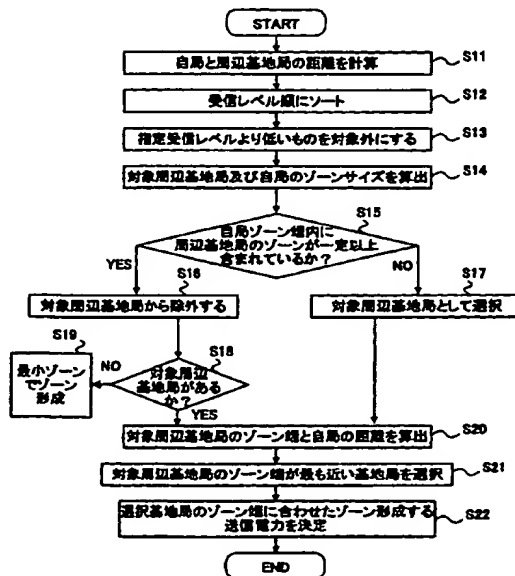 START
自局と周辺基地局の距離を計算
S11
受信レベル順にソート
S12
指定受信レベルより低いものを対象外にする
S13
対象周辺基地局及び自局のゾーンサイズを算出
S14
自局ゾーン端内に
周辺基地局のゾーンが一定以上
含まれているか?
S15
YES
NO
S16
対象周辺基地局から除外する
S17
対象周辺基地局として選択
S19
最小ゾーン
でゾーン
形成
NO
S18
対象周辺
基地局がある
か?
YES
対象周辺基地局のゾーン端と自局の距離を算出
S20
対象周辺基地局のゾーン端が最も近い基地局を選択
S21
選択基地局のゾーン端に合わせたゾーン形成する
送信電力を決定
S22
END